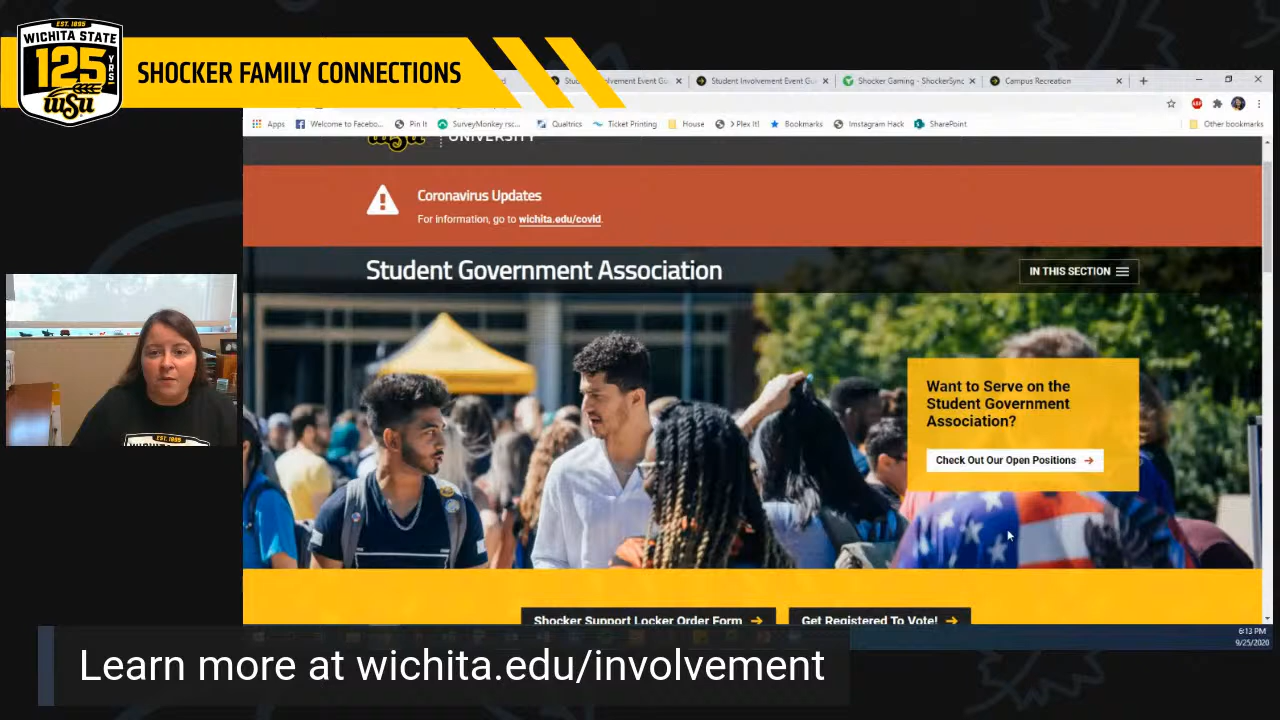 EST. 1895
WICHITA STATE
125
YRS
WSU
SHOCKER FAMILY CONNECTIONS
Student Involvement Event Gu
Shocker Gaming - ShockerSync
Campus Recreation
Apps
Welcome to Facebo...
Pin It
SurveyMonkey rsc...
Qualtrics
Ticket Printing
House
> Plex It!
Bookmarks
Instagram Hack
SharePoint
Other bookmarks
UNIVERSITY
Coronavirus Updates
For information, go to wichita.edu/covid.
Student Government Association
IN THIS SECTION
Want to Serve on the
Student Government
Association?
Check Out Our Open Positions
EST. 1895
Shocker Support Locker Order Form
Get Registered To Vote!
6:13 PM
9/25/2020
Learn more at wichita.edu/involvement